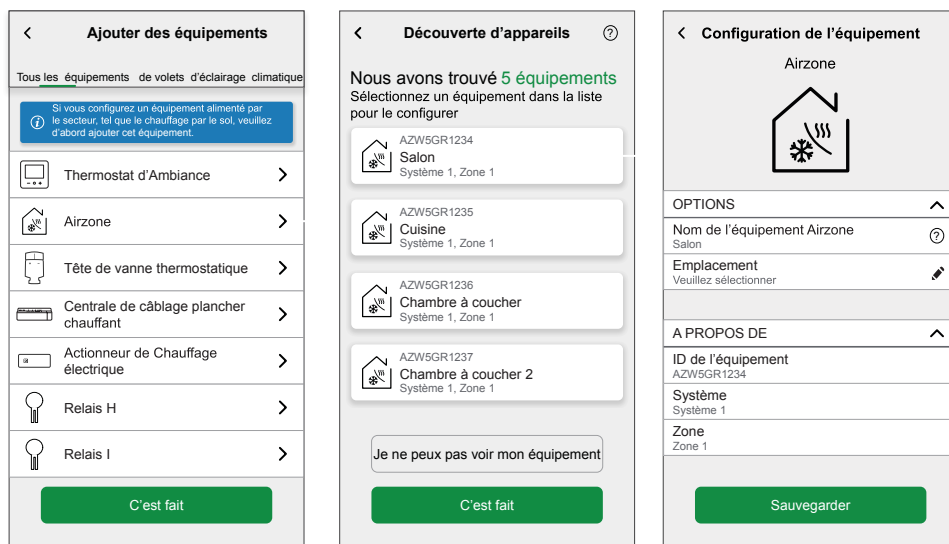 Ajouter des équipements
Tous les équipements de volets d'éclairage climatique
Si vous configurez un équipement alimenté par
le secteur, tel que le chauffage par le sol, veuillez
d'abord ajouter cet équipement.
Thermostat d'Ambiance
Airzone
Tête de vanne thermostatique
Centrale de câblage plancher
chauffant
Actionneur de Chauffage
électrique
Relais H
Relais I
C'est fait
Découverte d'appareils
?
Nous avons trouvé 5 équipements
Sélectionnez un équipement dans la liste
pour le configurer
AZW5GR1234
Salon
Système 1, Zone 1
AZW5GR1235
Cuisine
Système 1, Zone 1
AZW5GR1236
Chambre à coucher
Système 1, Zone 1
AZW5GR1237
Chambre à coucher 2
Système 1, Zone 1
Je ne peux pas voir mon équipement
C'est fait
Configuration de l'équipement
Airzone
OPTIONS
Nom de l'équipement Airzone
Salon
?
Emplacement
Veuillez sélectionner
A PROPOS DE
ID de l'équipement
AZW5GR1234
Système
Système 1
Zone
Zone 1
Sauvegarder